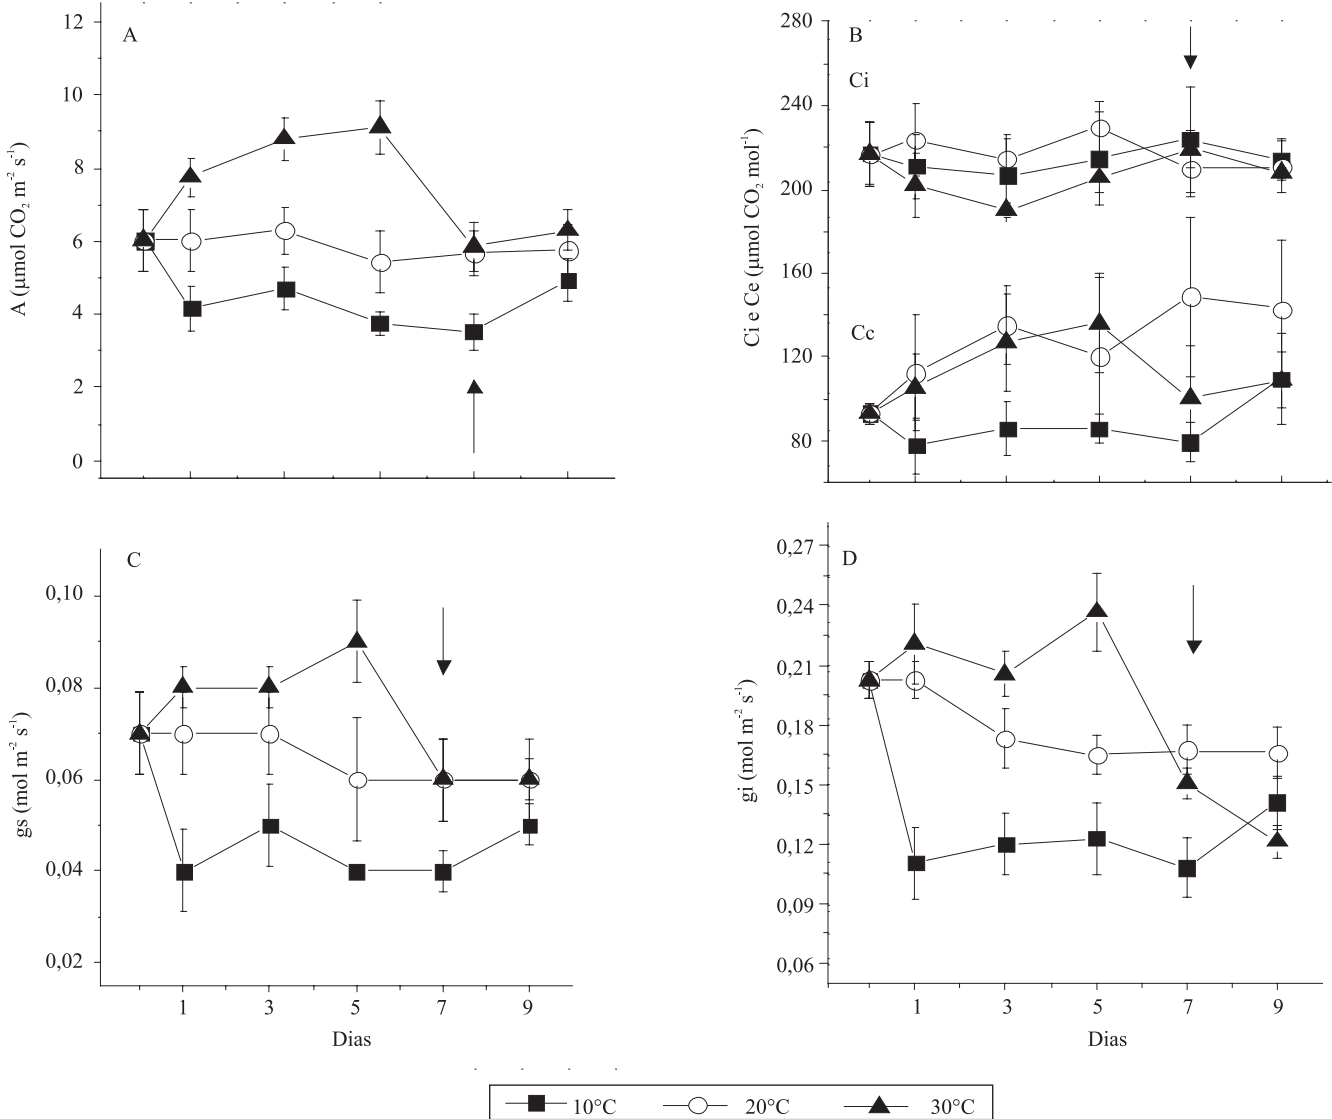 A
12
10
8
6
4
2
0
A (µmol CO₂ m⁻² s⁻¹)
B
Ci
Cc
280
240
200
160
120
80
Ci e Ce (µmol CO₂ mol⁻¹)
C
0,10
0,08
0,06
0,04
0,02
gs (mol m⁻² s⁻¹)
1 3 5 7 9
Dias
D
0,27
0,24
0,21
0,18
0,15
0,12
0,09
0,06
gi (mol m⁻² s⁻¹)
1 3 5 7 9
Dias
10°C 20°C 30°C